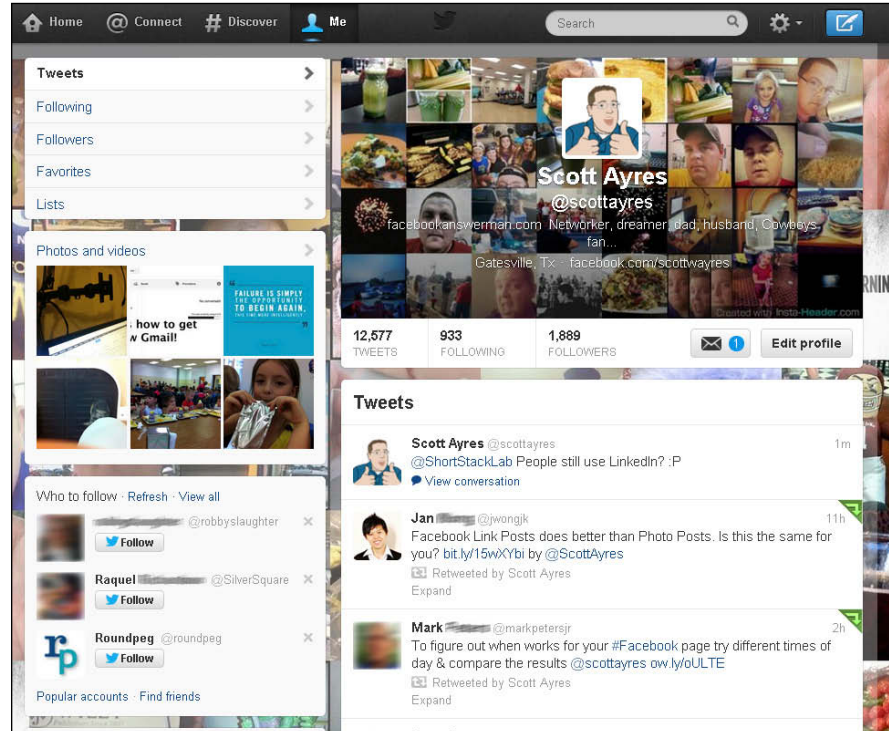 Home
Connect
Discover
Me
Search
Tweets
Following
Followers
Favorites
Lists
Photos and videos
how to get
w Gmail!
FAILURE IS SIMPLY
THE OPPORTUNITY
TO BEGIN AGAIN,
THIS TIME MORE INTELLIGENTLY
Who to follow · Refresh · View all
@robbyslaughter
Follow
Raquel @SilverSquare
Follow
rp
Roundpeg @roundpeg
Follow
Popular accounts · Find friends
Scott Ayres
@scottayres
facebookanswerman.com Networker, dreamer, dad, husband, Cowboys
fan...
Gatesville, Tx · facebook.com/scottwayres
Created with Insta-Header.com
12,577 933 1,889
TWEETS FOLLOWING FOLLOWERS
1
Edit profile
Tweets
Scott Ayres @scottayres 1m
@ShortStackLab People still use LinkedIn? :P
View conversation
Jan @jwongjk 11h
Facebook Link Posts does better than Photo Posts. Is this the same for
you? bit.ly/15wXYbi by @ScottAyres
Retweeted by Scott Ayres
Expand
Mark @markpetersjr 2h
To figure out when works for your #Facebook page try different times of
day & compare the results @scottayres ow.ly/oULTE
Retweeted by Scott Ayres
Expand
RNIN